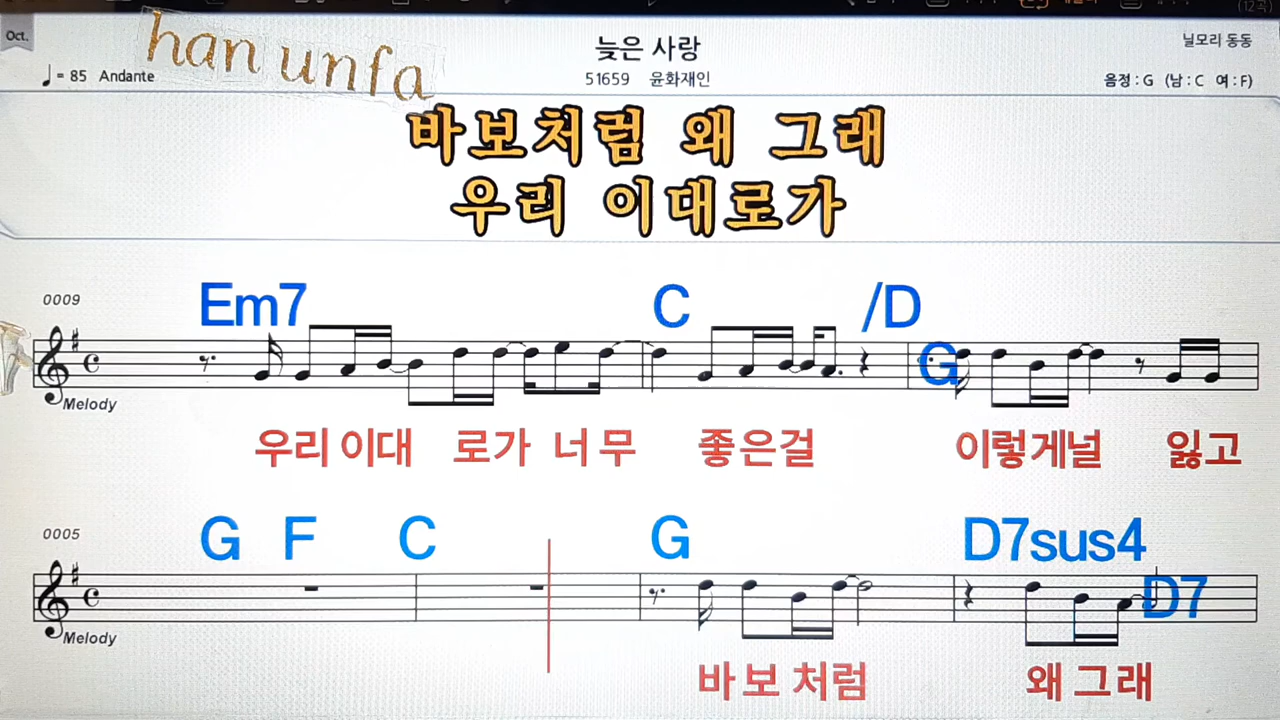 Oct.
han unfa
늦은 사랑
닐모리 동동
♩= 85 Andante
51659 윤화재인
음정 : G (남 : C 여 : F)
바보처럼 왜 그래
우리 이대로가
0009
Em7 C /D
G
Melody
우리 이대 로가 너 무 좋은걸 이렇게널 잃고
0005
G F C G D7sus4
D7
Melody
바 보 처럼 왜 그 래